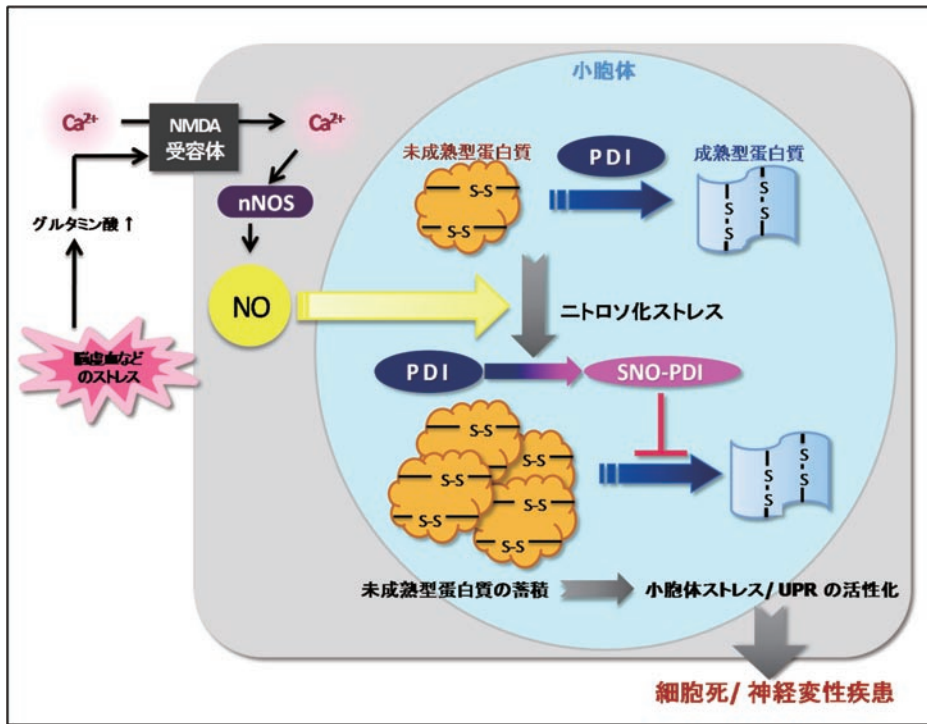 小胞体
Ca²⁺
NMDA
受容体
Ca²⁺
未成熟型蛋白質
PDI
成熟型蛋白質
S-S
S-S
S-S
S-S
nNOS
グルタミン酸↑
NO
ニトロソ化ストレス
脳虚血など
のストレス
PDI
SNO-PDI
S-S
S-S
S-S
S-S
S-S
S-S
S-S
未成熟型蛋白質の蓄積
小胞体ストレス/ UPR の活性化
細胞死/ 神経変性疾患